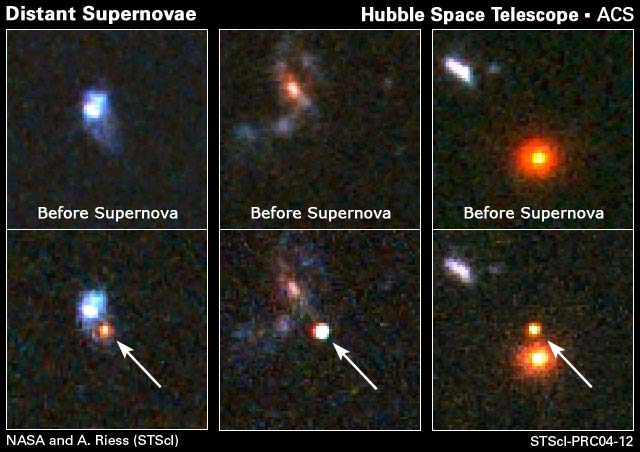 Distant Supernovae
Hubble Space Telescope ▪ ACS
Before Supernova
Before Supernova
Before Supernova
NASA and A. Riess (STScI)
STScI-PRC04-12